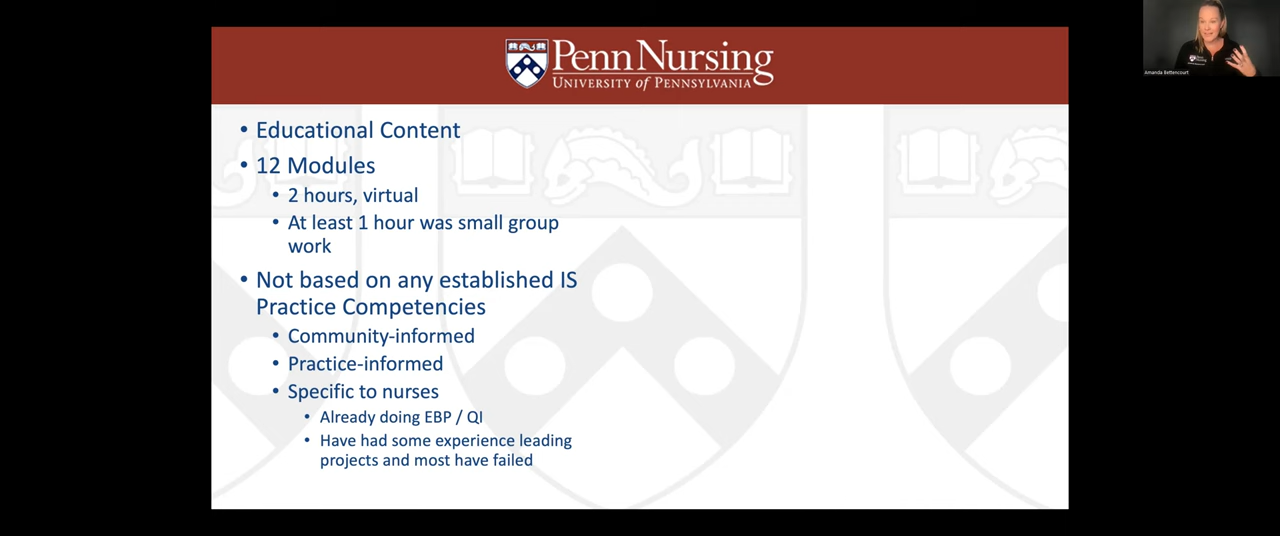 Penn Nursing
UNIVERSITY of PENNSYLVANIA
Amanda Bettencourt
• Educational Content
• 12 Modules
• 2 hours, virtual
• At least 1 hour was small group
work
• Not based on any established IS
Practice Competencies
• Community-informed
• Practice-informed
• Specific to nurses
• Already doing EBP / QI
• Have had some experience leading
projects and most have failed